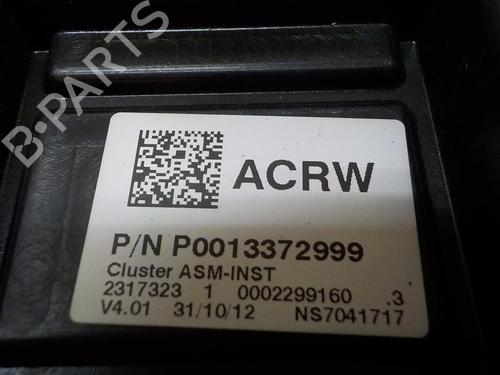 B-PARTS
ACRW
P/N P0013372999
Cluster ASM-INST
2317323 1 0002299160 .3
V4.01 31/10/12 NS7041717